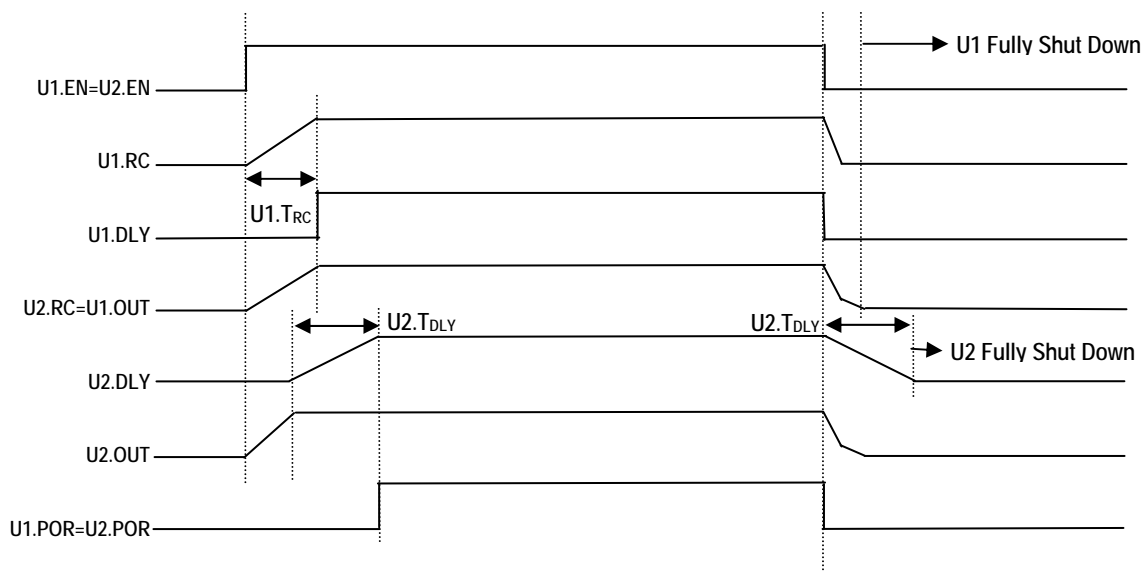 U1 Fully Shut Down
U1.EN=U2.EN
U1.RC
U1.TRC
U1.DLY
U2.RC=U1.OUT
U2.TDLY
U2.TDLY
U2 Fully Shut Down
U2.DLY
U2.OUT
U1.POR=U2.POR